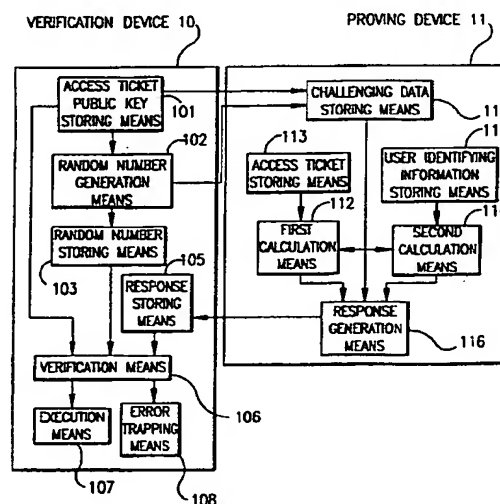 VERIFICATION DEVICE 10
PROVING DEVICE 11
ACCESS TICKET
PUBLIC KEY
STORING MEANS
101
102
RANDOM NUMBER
GENERATION
MEANS
RANDOM NUMBER
STORING MEANS
103
105
RESPONSE
STORING
MEANS
VERIFICATION MEANS
106
EXECUTION
MEANS
107
ERROR
TRAPPING
MEANS
108
CHALLENGING DATA
STORING MEANS
11
113
ACCESS TICKET
STORING MEANS
11
USER IDENTIFYING
INFORMATION
STORING MEANS
112
FIRST
CALCULATION
MEANS
11
SECOND
CALCULATION
MEANS
RESPONSE
GENERATION
MEANS
116